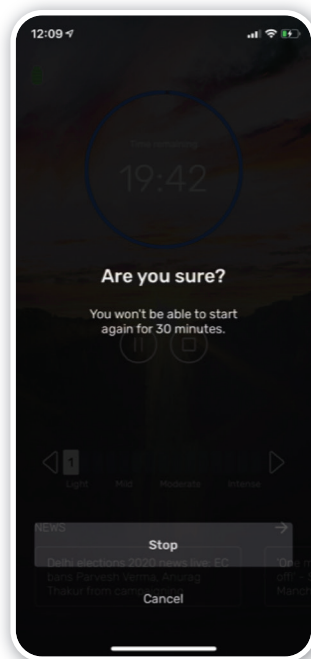 12:09
Time remaining
19:42
Are you sure?
You won't be able to start
again for 30 minutes.
1
Light Mild Moderate Intense
NEWS
Stop
Delhi elections 2020 news live: EC
bans Parvesh Verma, Anurag
Thakur from
Cancel